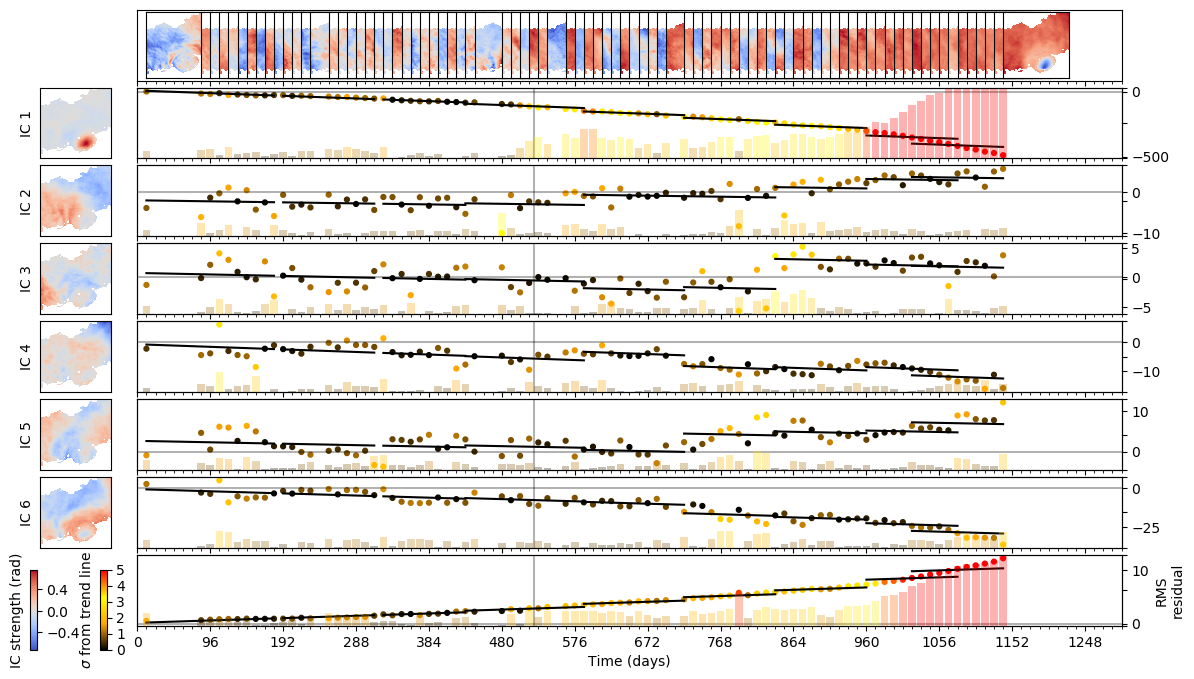 IC 1
0
−500
IC 2
0
−10
IC 3
5
0
−5
IC 4
0
−10
IC 5
10
0
IC 6
0
−25
10
0
RMS
residual
IC strength (rad)
0.4
0.0
−0.4
σ from trend line
5
4
3
2
1
0
0 96 192 288 384 480 576 672 768 864 960 1056 1152 1248
Time (days)